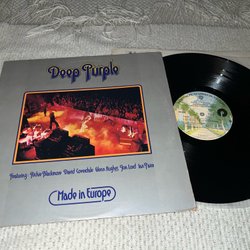 Deep Purple
Featuring: Ritchie Blackmore David Coverdale Glenn Hughes Jon Lord Ian Paice
Made in Europe